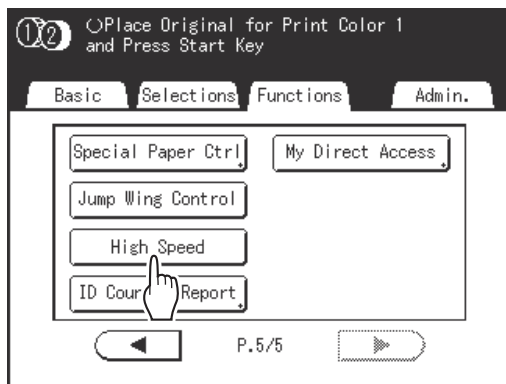 ①② Place Original for Print Color 1
and Press Start Key
Basic Selections Functions Admin.
Special Paper Ctrl My Direct Access
Jump Wing Control
High Speed
ID Report
P.5/5